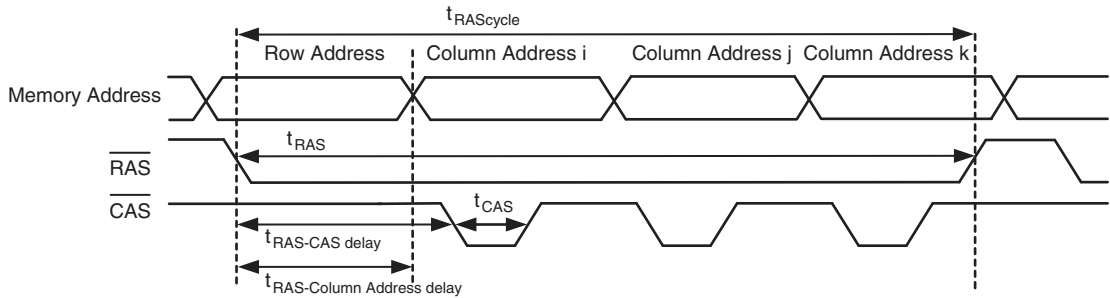 tRAScycle
Row Address Column Address i Column Address j Column Address k
Memory Address
tRAS
RAS
CAS
tCAS
tRAS-CAS delay
tRAS-Column Address delay